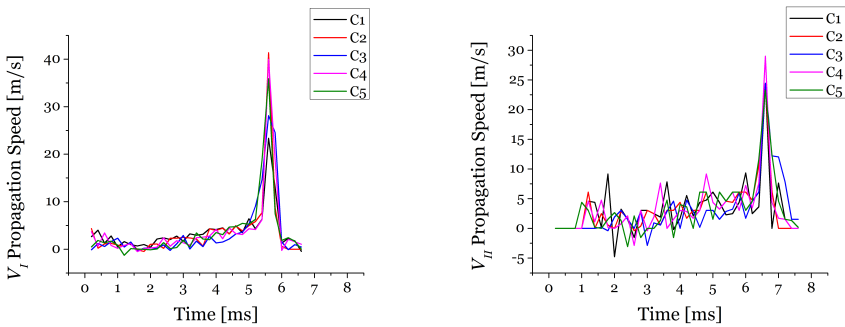 C1
C2
C3
C4
C5
V_I Propagation Speed [m/s]
40
30
20
10
0
0 1 2 3 4 5 6 7 8
Time [ms]
C1
C2
C3
C4
C5
V_II Propagation Speed [m/s]
30
25
20
15
10
5
0
-5
0 1 2 3 4 5 6 7 8
Time [ms]